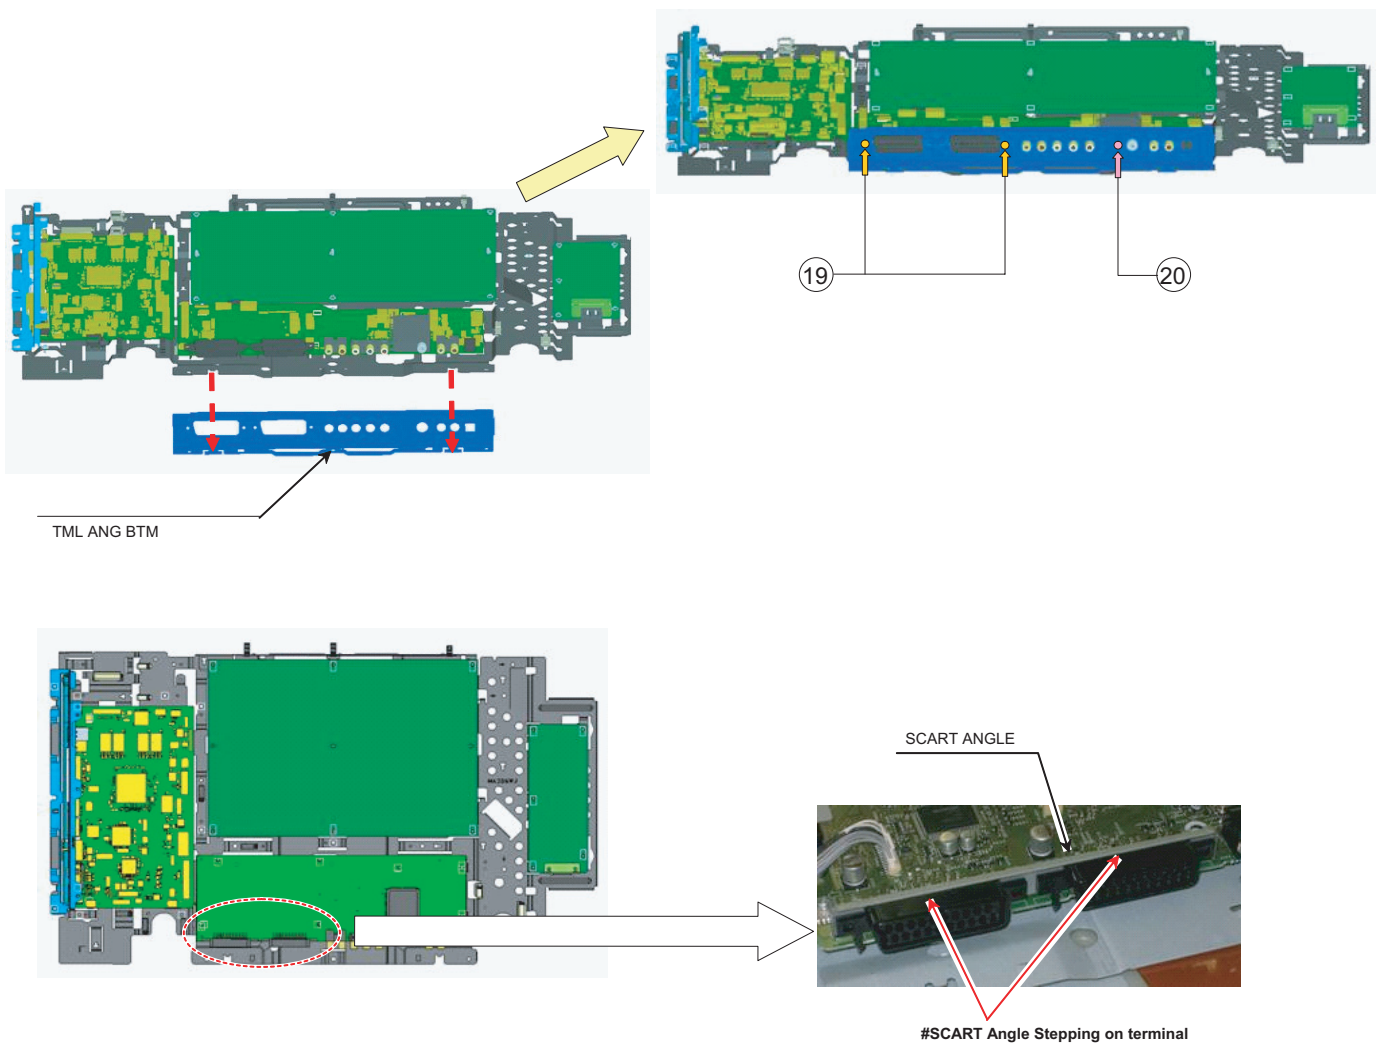 19
20
TML ANG BTM
SCART ANGLE
#SCART Angle Stepping on terminal